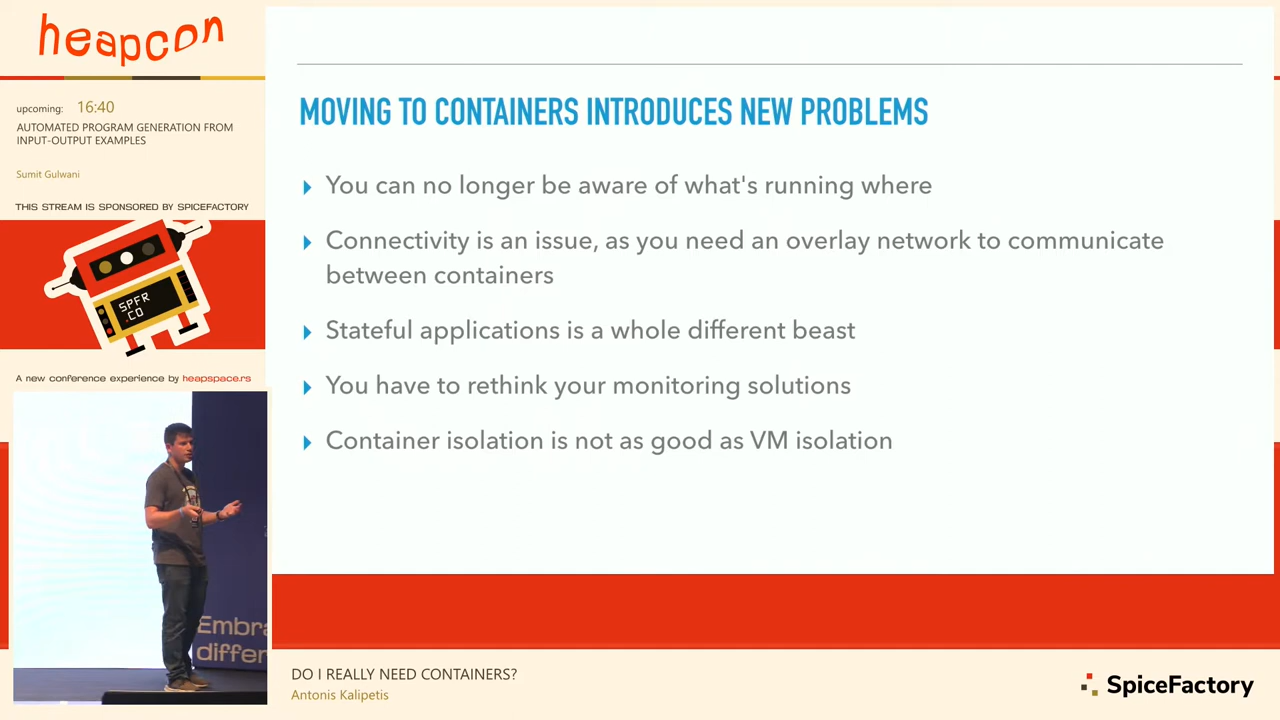 heapcon
upcoming: 16:40
AUTOMATED PROGRAM GENERATION FROM
INPUT-OUTPUT EXAMPLES
Sumit Gulwani
THIS STREAM IS SPONSORED BY SPICEFACTORY
SPFR
.CO
A new conference experience by heapspace.rs
MOVING TO CONTAINERS INTRODUCES NEW PROBLEMS
You can no longer be aware of what's running where
Connectivity is an issue, as you need an overlay network to communicate
between containers
Stateful applications is a whole different beast
You have to rethink your monitoring solutions
Container isolation is not as good as VM isolation
Embra
differ
DO I REALLY NEED CONTAINERS?
Antonis Kalipetis
SpiceFactory